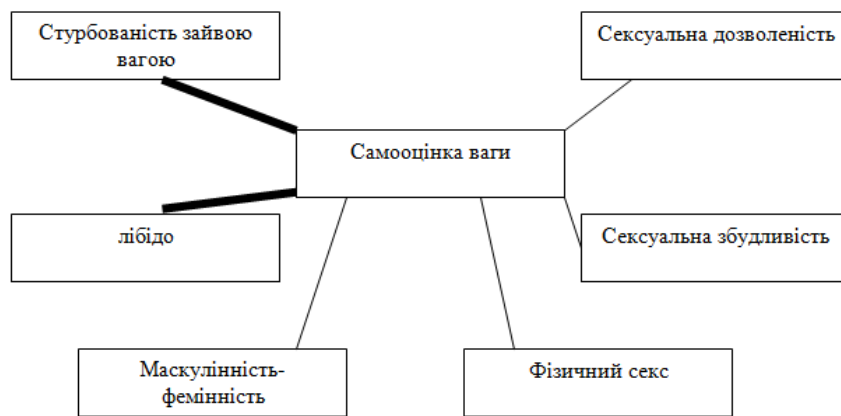 Стурбованість зайвою
вагою
Сексуальна дозволеність
Самооцінка ваги
лібідо
Сексуальна збудливість
Маскулінність-
фемінність
Фізичний секс